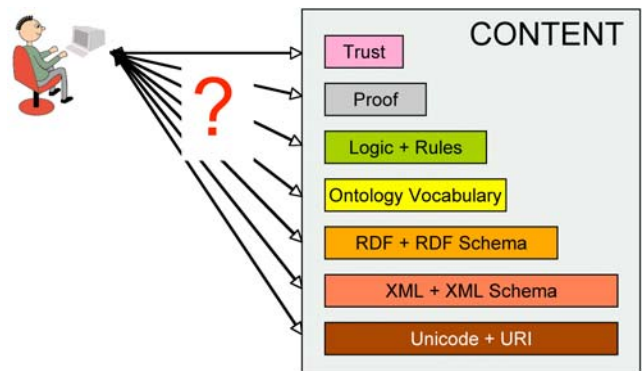 CONTENT
Trust
?
Proof
Logic + Rules
Ontology Vocabulary
RDF + RDF Schema
XML + XML Schema
Unicode + URI